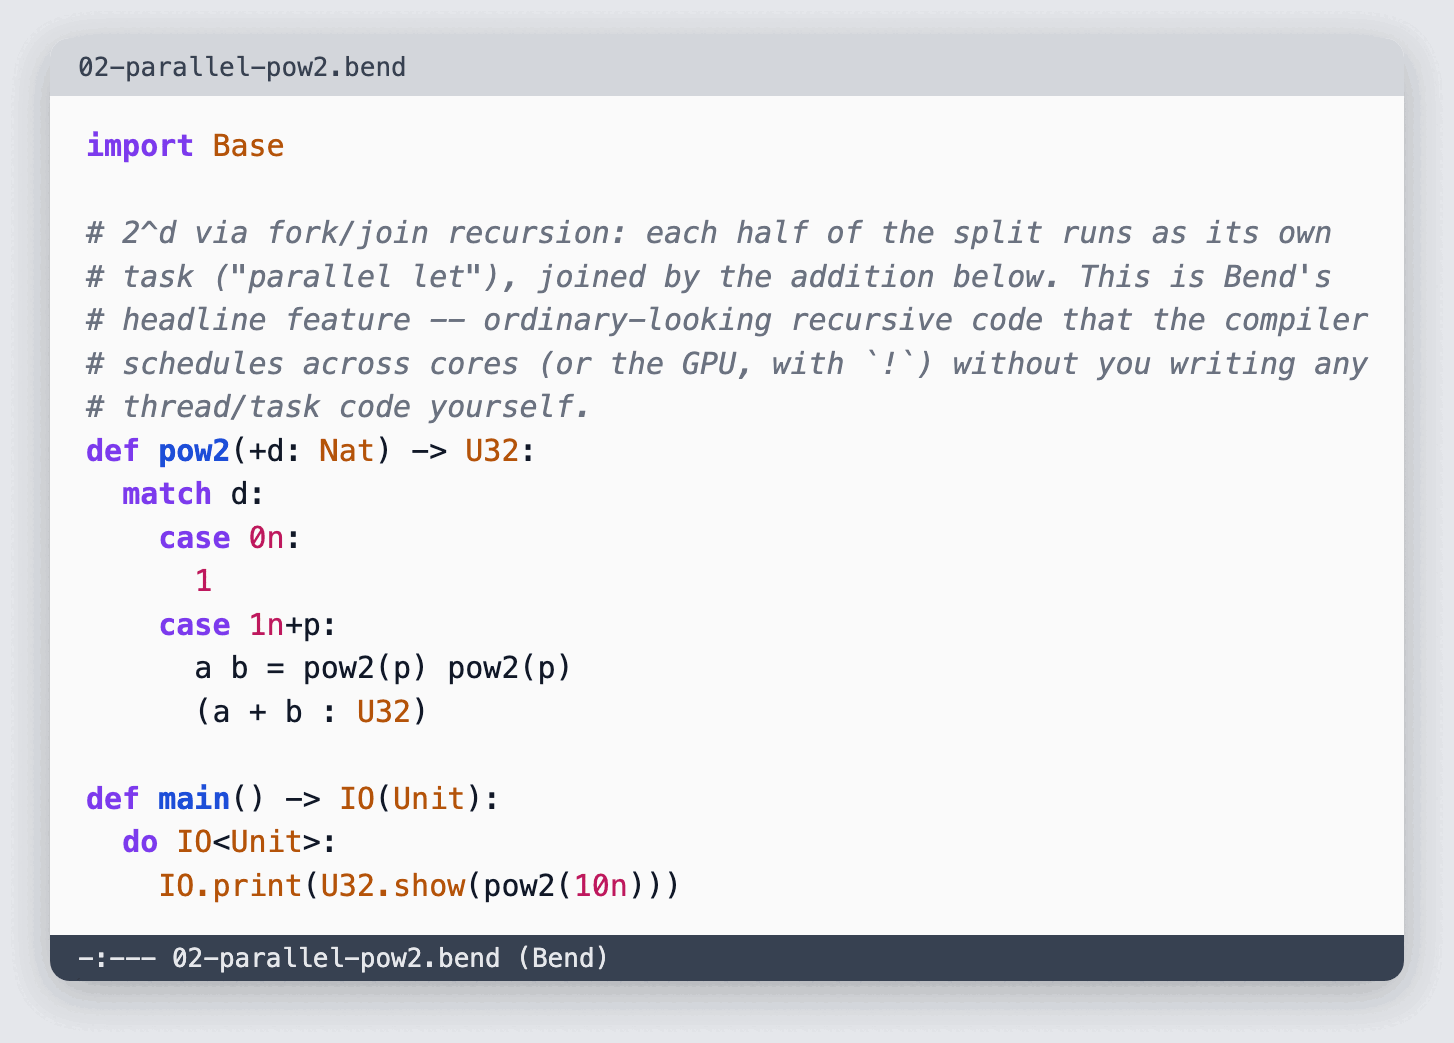 02-parallel-pow2.bend
import Base
# 2^d via fork/join recursion: each half of the split runs as its own
# task ("parallel let"), joined by the addition below. This is Bend's
# headline feature -- ordinary-looking recursive code that the compiler
# schedules across cores (or the GPU, with `!`) without you writing any
# thread/task code yourself.
def pow2(+d: Nat) -> U32:
  match d:
    case 0n:
      1
    case 1n+p:
      a b = pow2(p) pow2(p)
      (a + b : U32)
def main() -> IO(Unit):
  do IO<Unit>:
    IO.print(U32.show(pow2(10n)))
-:--- 02-parallel-pow2.bend (Bend)